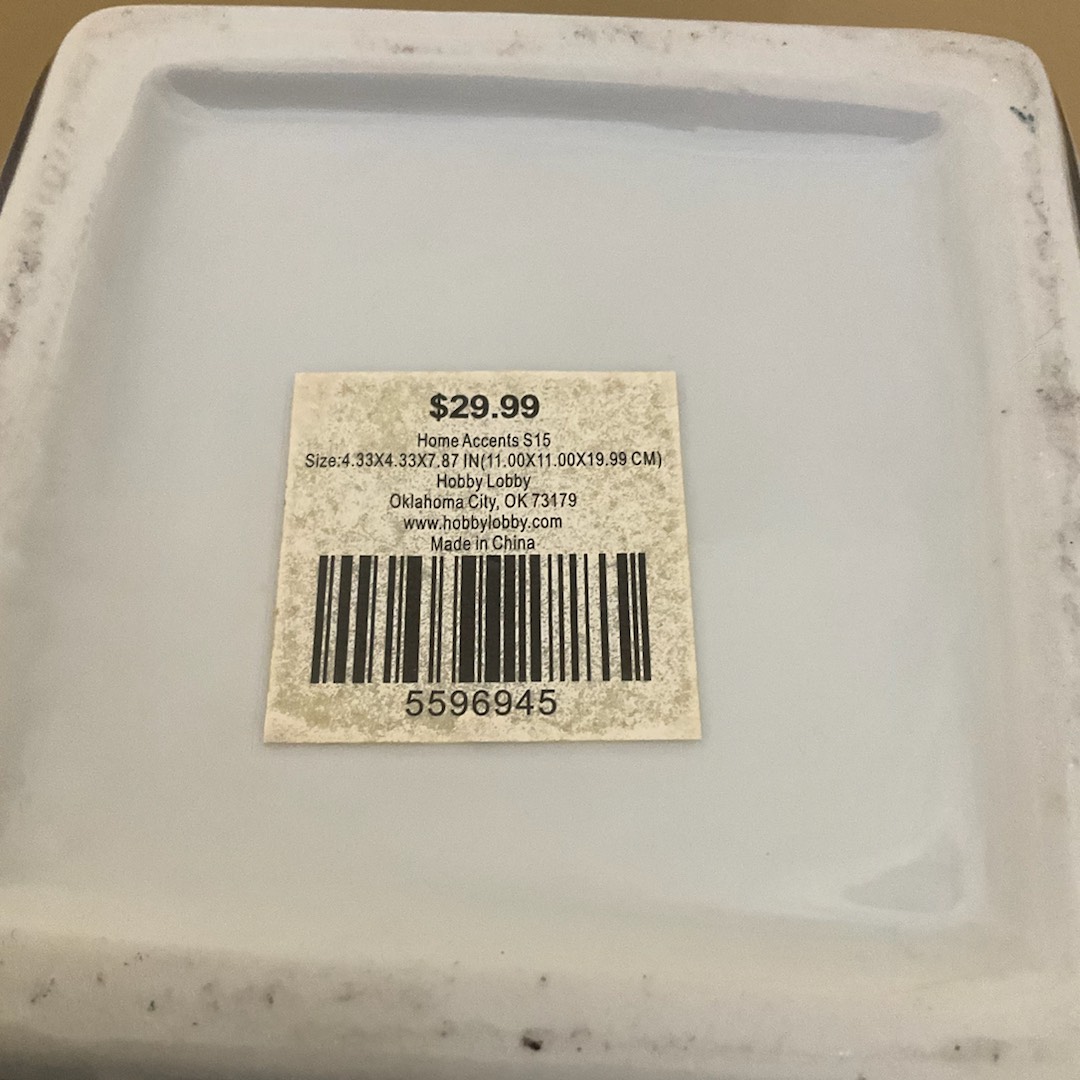 $29.99
Home Accents S15
Size:4.33X4.33X7.87 IN(11.00X11.00X19.99 CM)
Hobby Lobby
Oklahoma City, OK 73179
www.hobbylobby.com
Made in China
5596945